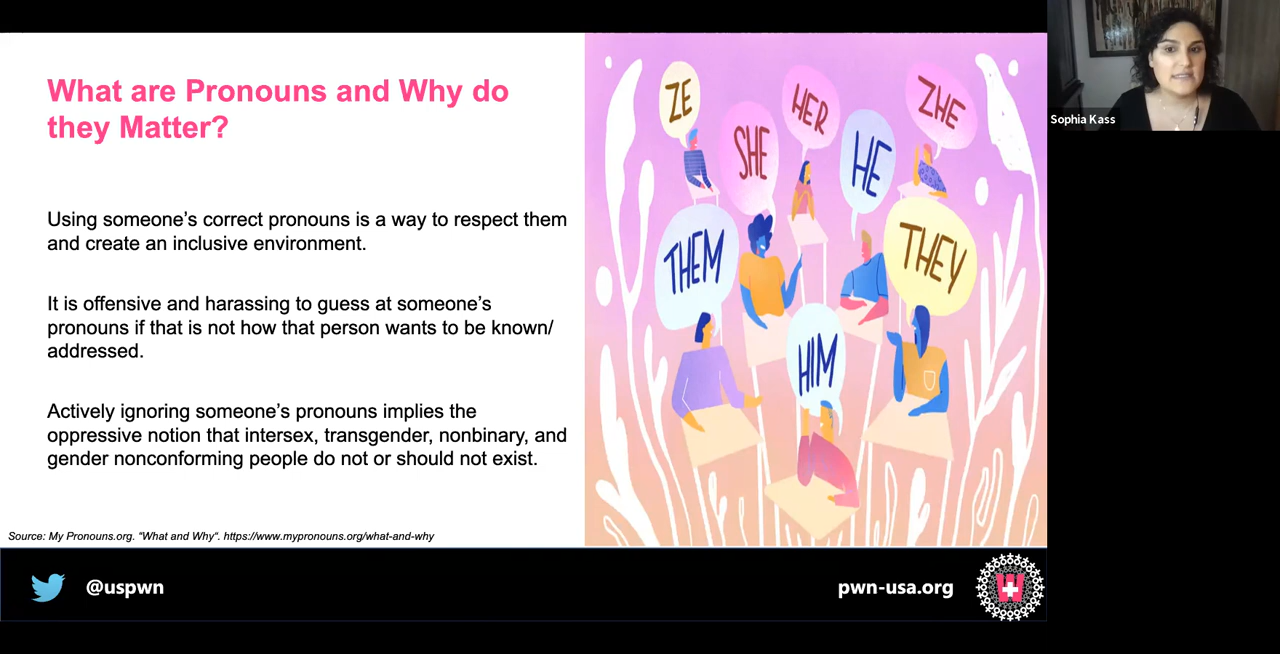 What are Pronouns and Why do
they Matter?
Using someone’s correct pronouns is a way to respect them
and create an inclusive environment.
It is offensive and harassing to guess at someone’s
pronouns if that is not how that person wants to be known/
addressed.
Actively ignoring someone’s pronouns implies the
oppressive notion that intersex, transgender, nonbinary, and
gender nonconforming people do not or should not exist.
Source: My Pronouns.org. "What and Why". https://www.mypronouns.org/what-and-why
ZE
SHE
HER
HE
ZHE
THEM
THEY
HIM
@uspwn
pwn-usa.org
W
Sophia Kass